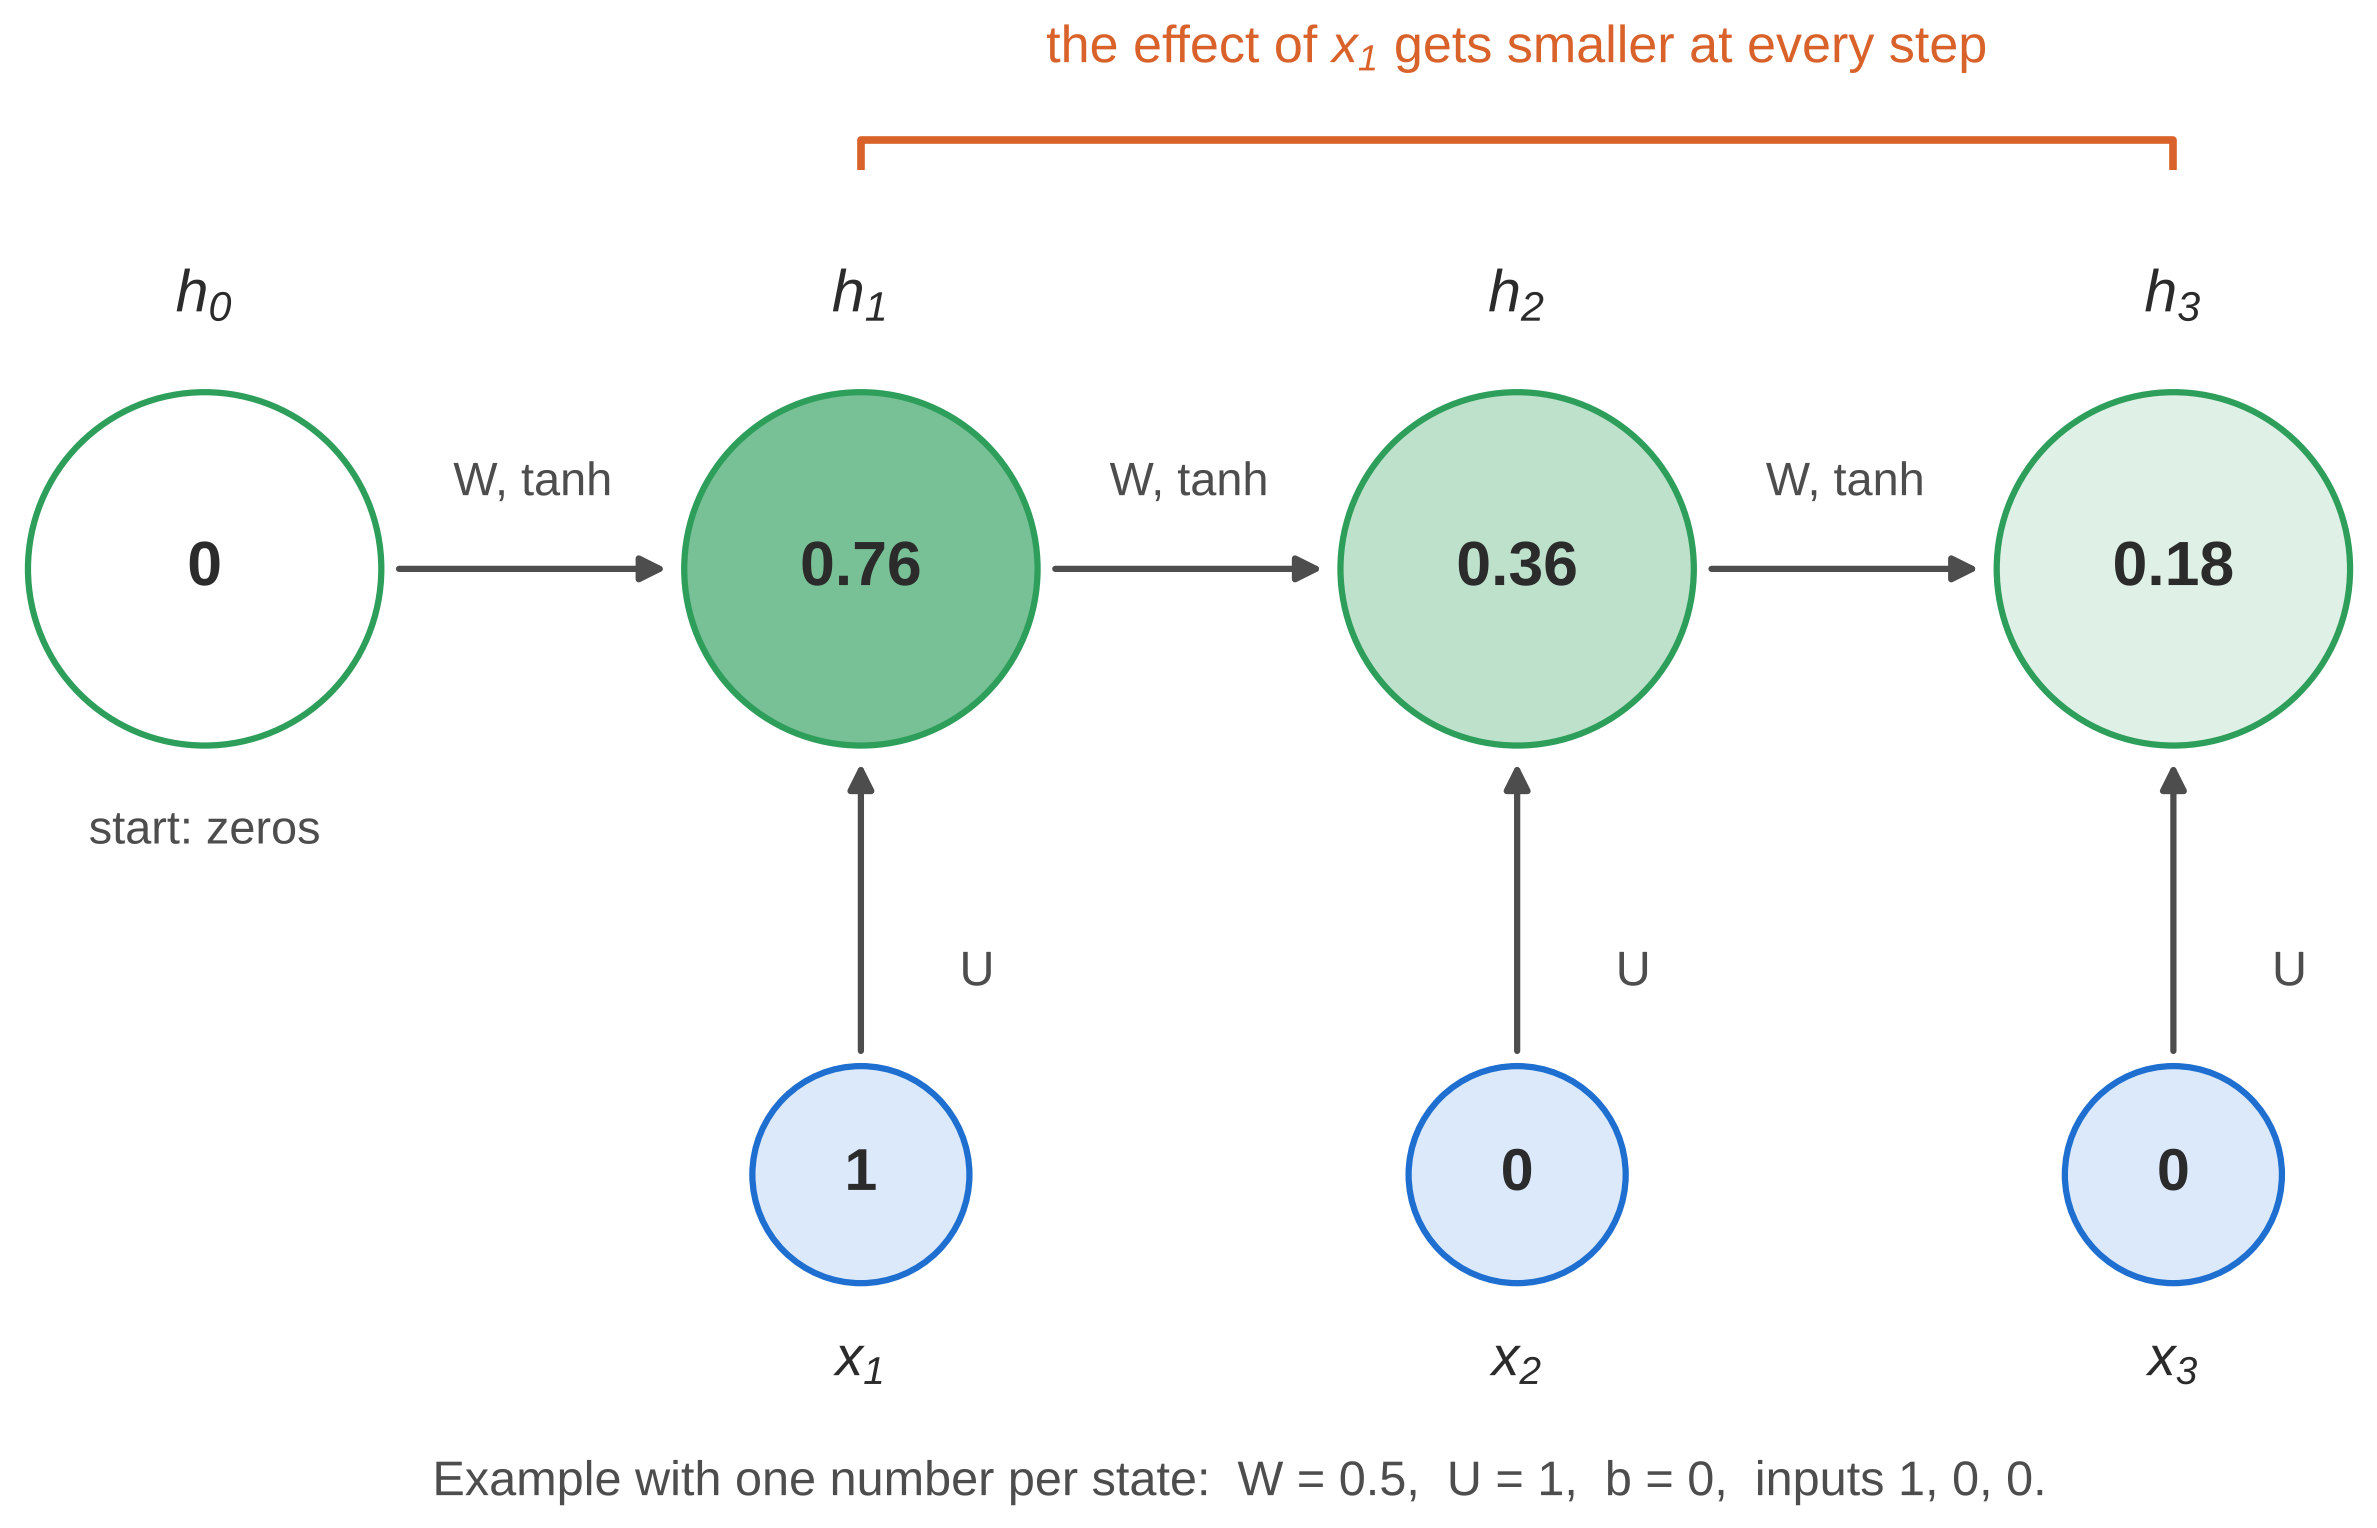 the effect of x₁ gets smaller at every step
h₀ h₁ h₂ h₃
W, tanh W, tanh W, tanh
0 0.76 0.36 0.18
start: zeros
U U U
1 0 0
x₁ x₂ x₃
Example with one number per state: W = 0.5, U = 1, b = 0, inputs 1, 0, 0.